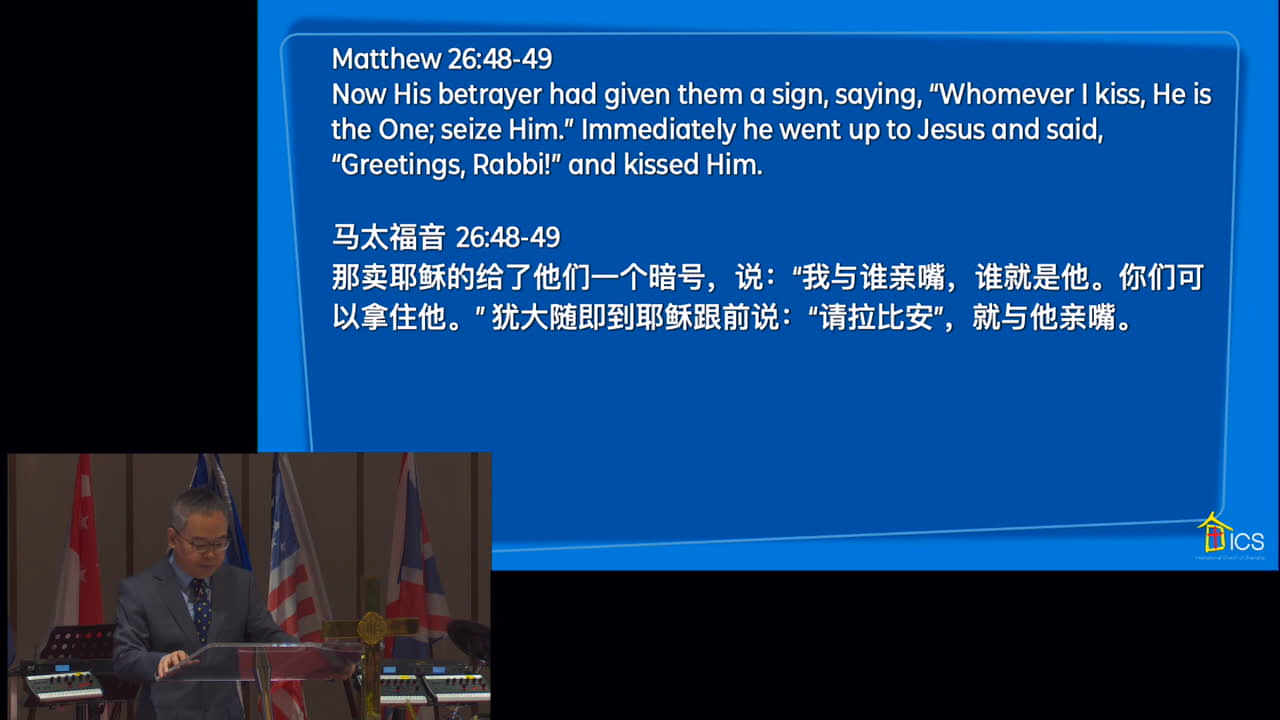 Matthew 26:48-49
Now His betrayer had given them a sign, saying, “Whomever I kiss, He is
the One; seize Him.” Immediately he went up to Jesus and said,
“Greetings, Rabbi!” and kissed Him.
马太福音 26:48-49
那卖耶稣的给了他们一个暗号，说：“我与谁亲嘴，谁就是他。你们可
以拿住他。” 犹大随即到耶稣跟前说：“请拉比安”，就与他亲嘴。
ICS